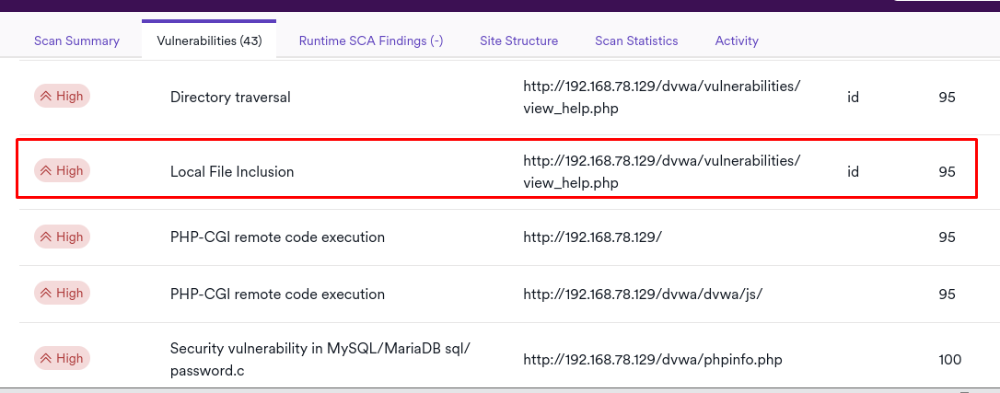 Scan Summary
Vulnerabilities (43)
Runtime SCA Findings (-)
Site Structure
Scan Statistics
Activity
High
Directory traversal
http://192.168.78.129/dvwa/vulnerabilities/
view_help.php
id
95
High
Local File Inclusion
http://192.168.78.129/dvwa/vulnerabilities/
view_help.php
id
95
High
PHP-CGI remote code execution
http://192.168.78.129/
95
High
PHP-CGI remote code execution
http://192.168.78.129/dvwa/dvwa/js/
95
High
Security vulnerability in MySQL/MariaDB sql/
password.c
http://192.168.78.129/dvwa/phpinfo.php
100